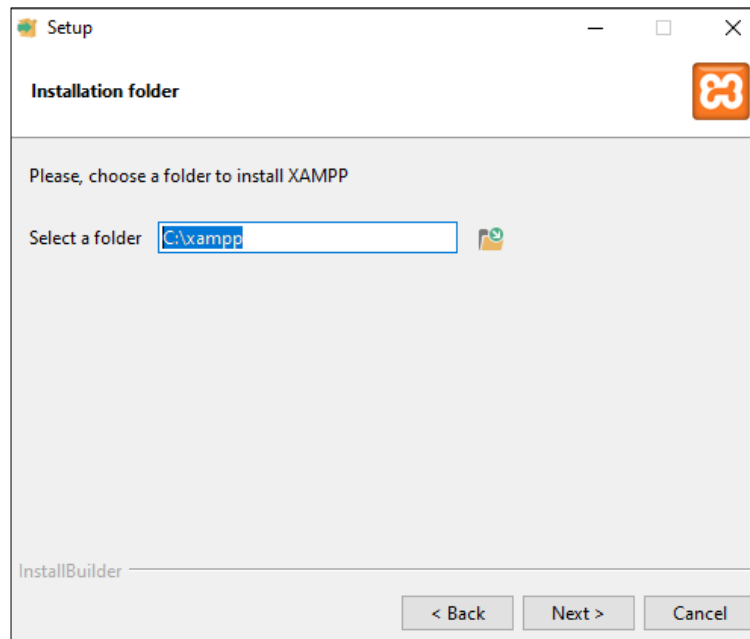 Setup
Installation folder
Please, choose a folder to install XAMPP
Select a folder C:\xampp
InstallBuilder
< Back Next > Cancel